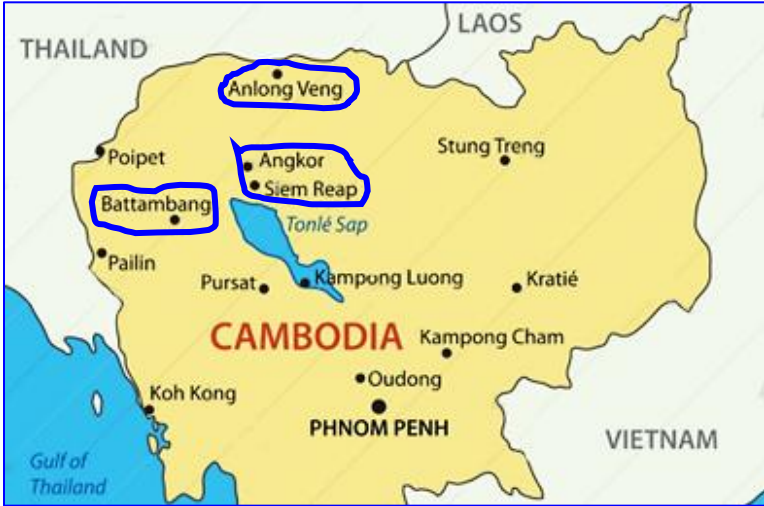 LAOS
THAILAND
Anlong Veng
Stung Treng
Poipet
Angkor
Siem Reap
Battambang
Tonlé Sap
Pailin
Pursat
Kampong Luong
Kratié
CAMBODIA
Kampong Cham
Oudong
Koh Kong
PHNOM PENH
VIETNAM
Gulf of
Thailand